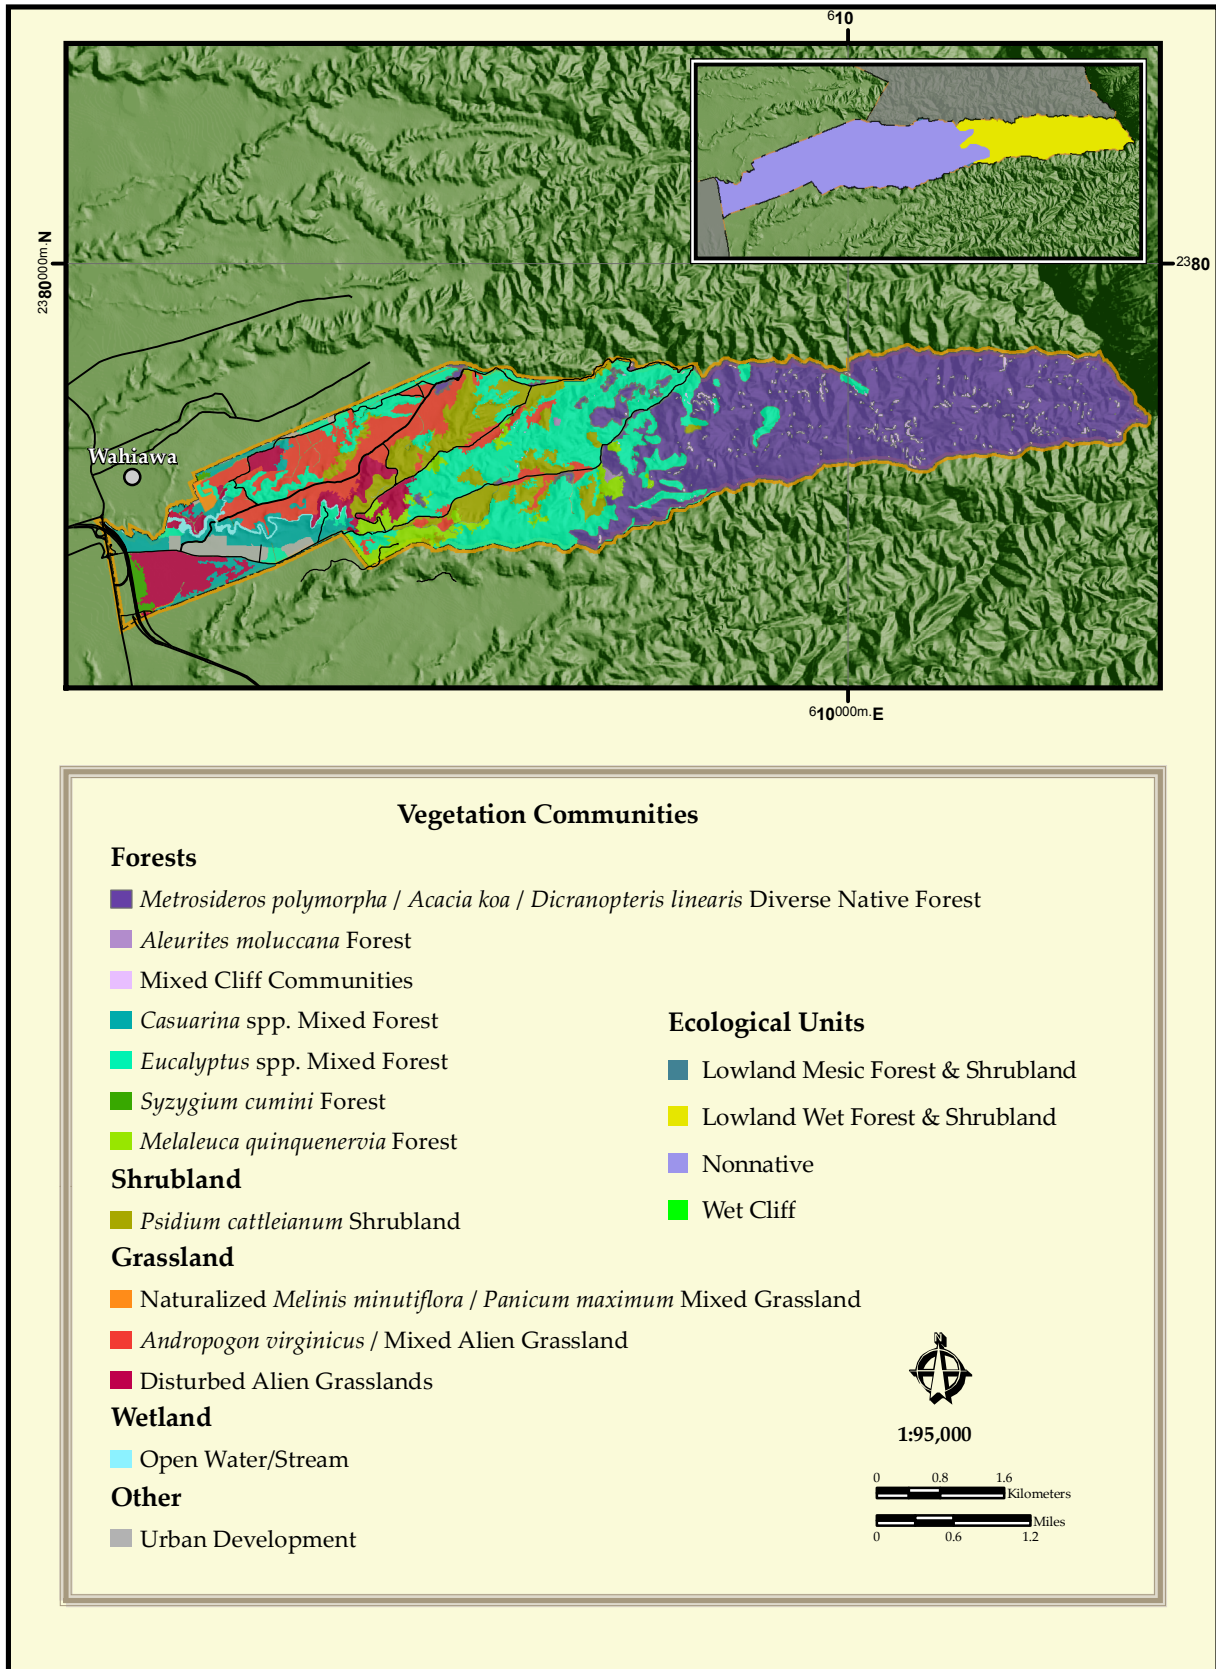 610
2380000m.N
2380
Wahiawa
610000m.E
Vegetation Communities
Forests
Metrosideros polymorpha / Acacia koa / Dicranopteris linearis Diverse Native Forest
Aleurites moluccana Forest
Mixed Cliff Communities
Casuarina spp. Mixed Forest
Eucalyptus spp. Mixed Forest
Syzygium cumini Forest
Melaleuca quinquenervia Forest
Shrubland
Psidium cattleianum Shrubland
Grassland
Naturalized Melinis minutiflora / Panicum maximum Mixed Grassland
Andropogon virginicus / Mixed Alien Grassland
Disturbed Alien Grasslands
Wetland
Open Water/Stream
Other
Urban Development
Ecological Units
Lowland Mesic Forest & Shrubland
Lowland Wet Forest & Shrubland
Nonnative
Wet Cliff
N
1:95,000
0 0.8 1.6
Kilometers
Miles
0 0.6 1.2